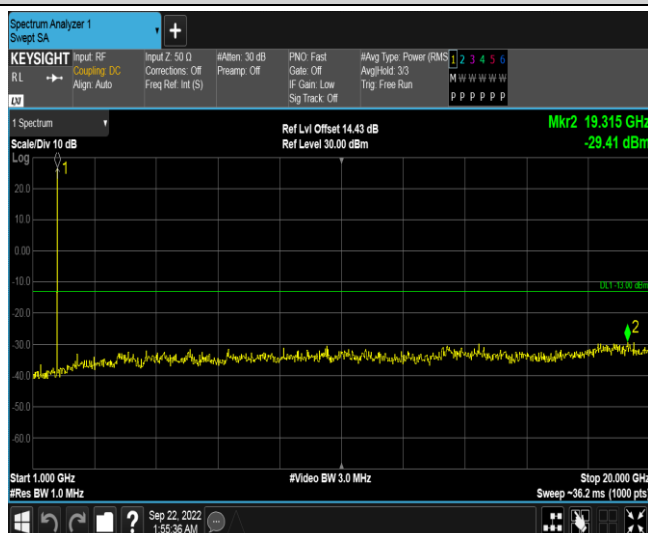 Spectrum Analyzer 1
Swept SA
+
KEYSIGHT
RL
LXI
Input: RF
Coupling: DC
Align: Auto
Input Z: 50 Ω
Corrections: Off
Freq Ref: Int (S)
#Atten: 30 dB
Preamp: Off
PNO: Fast
Gate: Off
IF Gain: Low
Sig Track: Off
#Avg Type: Power (RMS
Avg|Hold: 3/3
Trig: Free Run
1 2 3 4 5 6
M W W W W W
P P P P P P
1 Spectrum
Scale/Div 10 dB
Ref Lvl Offset 14.43 dB
Ref Level 30.00 dBm
Mkr2 19.315 GHz
-29.41 dBm
Log
1
20.0
10.0
0.00
-10.0
DL1 -13.00 dBm
-20.0
2
-30.0
-40.0
-50.0
-60.0
Start 1.000 GHz
#Video BW 3.0 MHz
Stop 20.000 GHz
#Res BW 1.0 MHz
Sweep ~36.2 ms (1000 pts)
?
Sep 22, 2022
1:55:36 AM